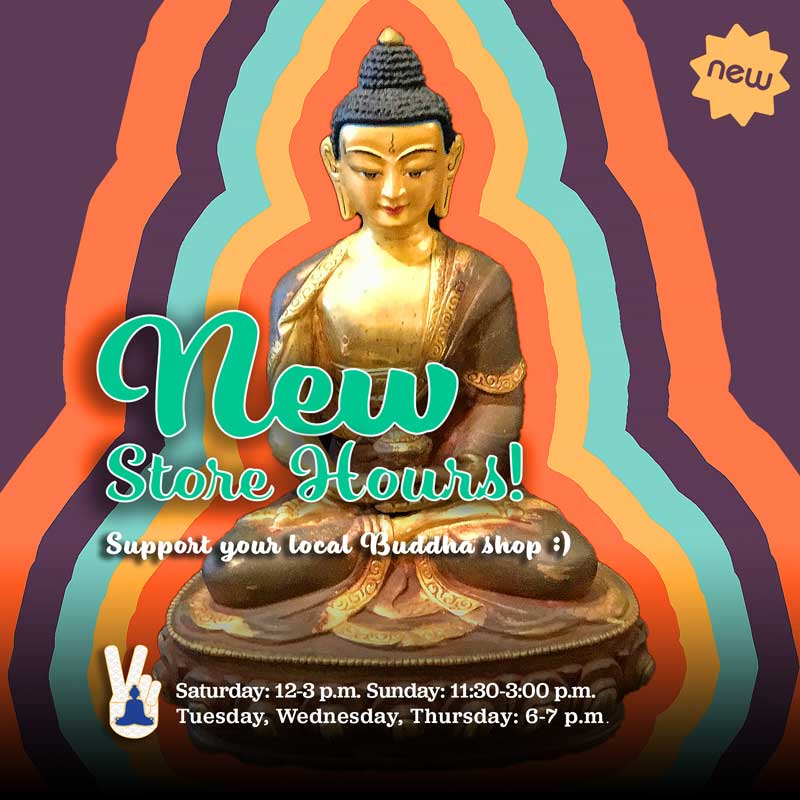 new
New
Store Hours!
Support your local Buddha shop :)
Saturday: 12-3 p.m. Sunday: 11:30-3:00 p.m.
Tuesday, Wednesday, Thursday: 6-7 p.m.